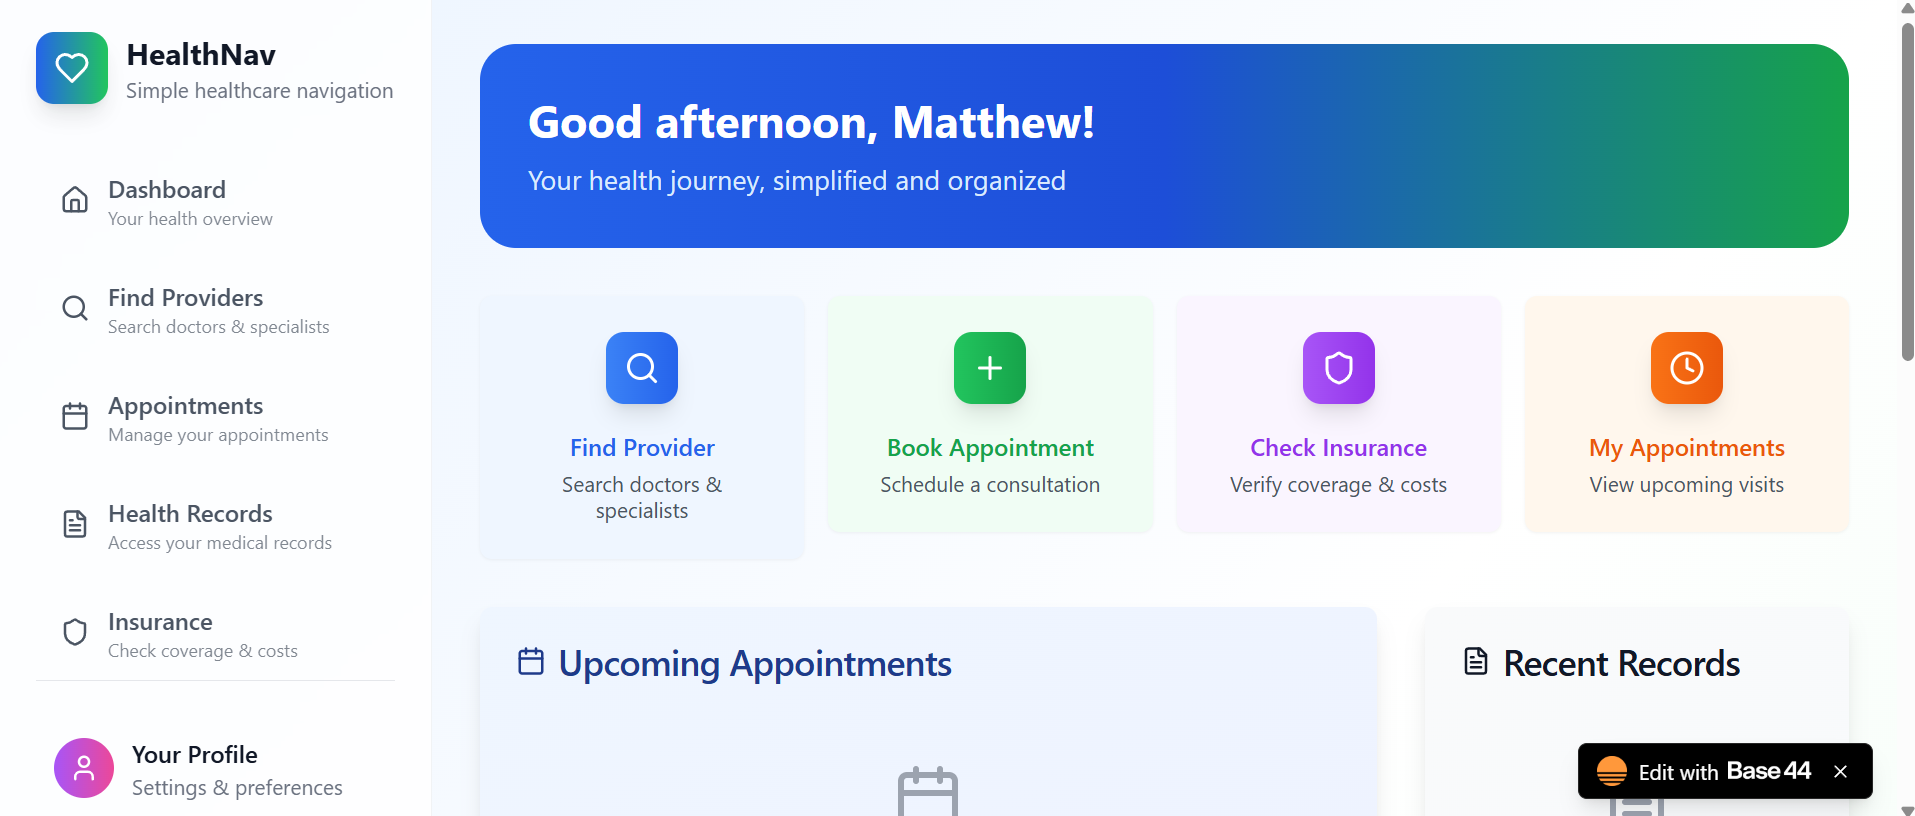 HealthNav
Simple healthcare navigation
Dashboard
Your health overview
Find Providers
Search doctors & specialists
Appointments
Manage your appointments
Health Records
Access your medical records
Insurance
Check coverage & costs
Your Profile
Settings & preferences
Good afternoon, Matthew!
Your health journey, simplified and organized
Find Provider
Search doctors &
specialists
Book Appointment
Schedule a consultation
Check Insurance
Verify coverage & costs
My Appointments
View upcoming visits
Upcoming Appointments
Recent Records
Edit with Base44